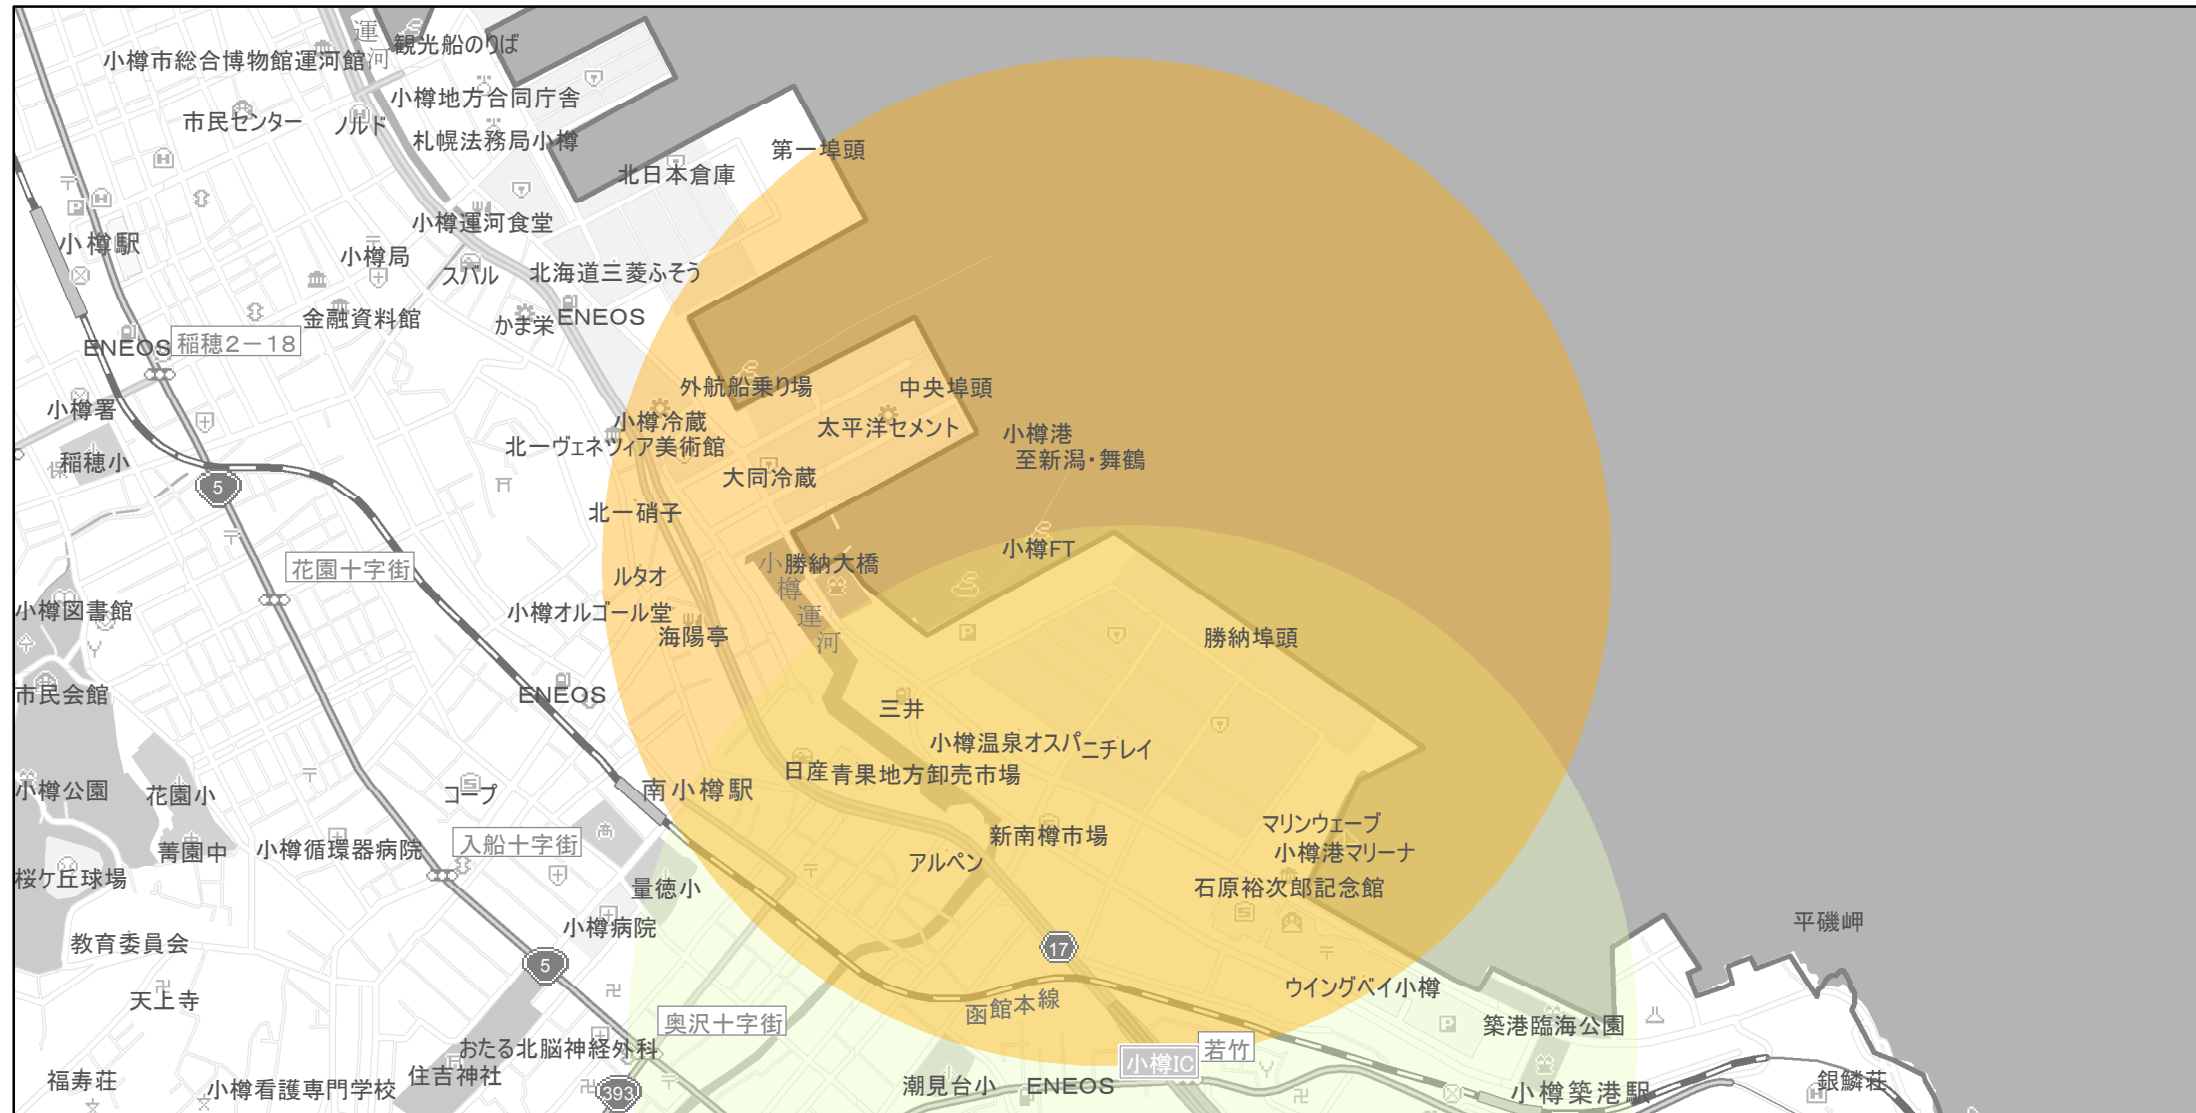 運河
観光船のりば
小樽市総合博物館運河館
小樽地方合同庁舎
市民センター
ノルド
札幌法務局小樽
第一埠頭
北日本倉庫
小樽運河食堂
小樽駅
小樽局
スバル
北海道三菱ふそう
金融資料館
かま栄
ENEOS
稲穂2-18
ENEOS
外航船乗り場
中央埠頭
小樽署
小樽冷蔵
太平洋セメント
小樽港
北一ヴェネツィア美術館
至新潟・舞鶴
稲穂小
保
大同冷蔵
5
北一硝子
小樽FT
花園十字街
勝納大橋
小樽運河
ルタオ
小樽図書館
小樽オルゴール堂
海陽亭
勝納埠頭
市民会館
ENEOS
三井
小樽温泉オスパ
ニチレイ
日産
青果地方卸売市場
南小樽駅
小樽公園
花園小
コープ
マリンウェーブ
新南樽市場
入船十字街
小樽循環器病院
菁園中
小樽港マリーナ
アルペン
桜ケ丘球場
量徳小
石原裕次郎記念館
小樽病院
平磯岬
教育委員会
17
5
ウイングベイ小樽
天上寺
函館本線
奥沢十字街
築港臨海公園
おたる北脳神経外科
若竹
小樽IC
住吉神社
福寿荘
小樽看護専門学校
393
潮見台小
ENEOS
小樽築港駅
銀鱗荘